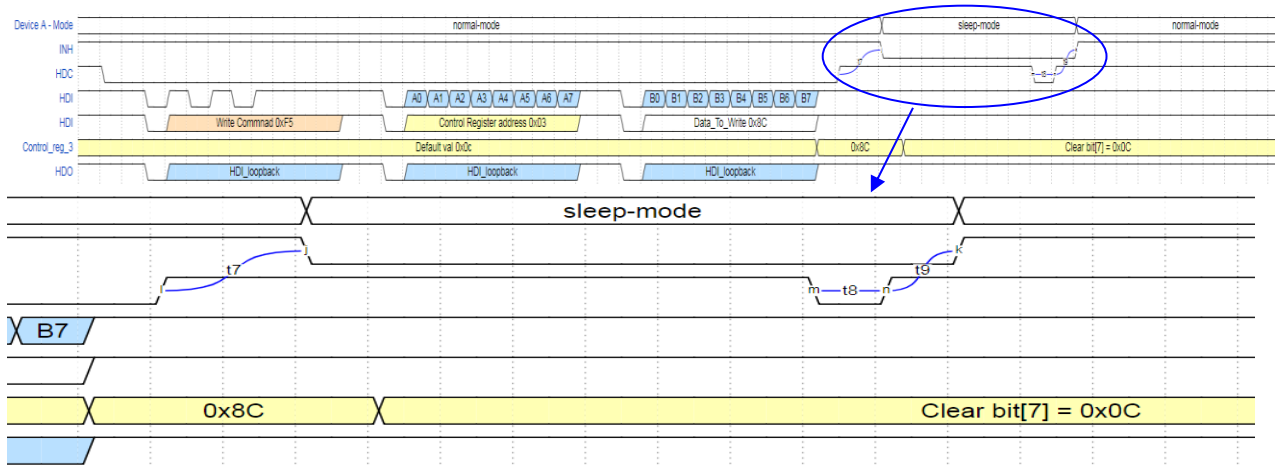 Device A - Mode normal-mode sleep-mode normal-mode
INH
HDC t8
HDI A0 A1 A2 A3 A4 A5 A6 A7 B0 B1 B2 B3 B4 B5 B6 B7
HDI Write Commnad 0xF5 Control Register address 0x03 Data_To_Write 0x8C
Control_reg_3 Default val 0x0c 0x8C Clear bit[7] = 0x0C
HDO HDI_loopback HDI_loopback HDI_loopback
sleep-mode
j k
t7 t9
l m t8 n
B7
0x8C Clear bit[7] = 0x0C